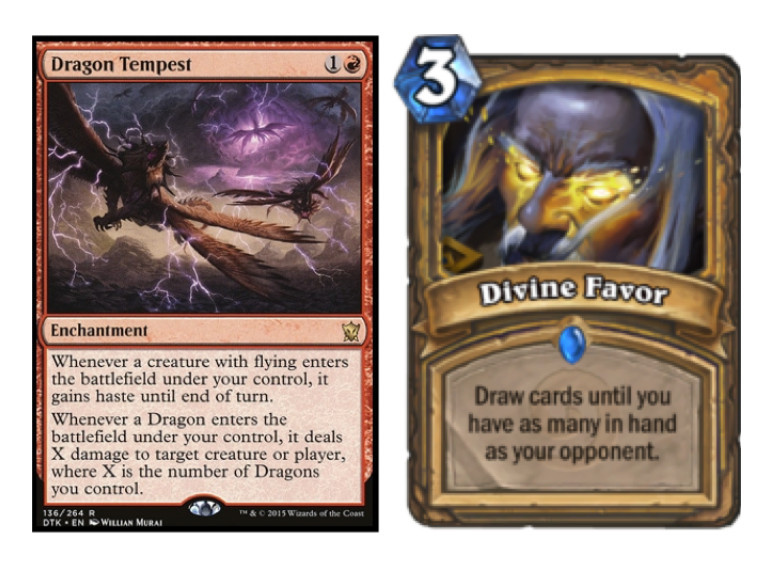 Dragon Tempest 1
Enchantment
Whenever a creature with flying enters
the battlefield under your control, it
gains haste until end of turn.
Whenever a Dragon enters the
battlefield under your control, it deals
X damage to target creature or player,
where X is the number of Dragons
you control.
136/264 R
DTK • EN Willian Murai
™ & © 2015 Wizards of the Coast
3
Divine Favor
Draw cards until you
have as many in hand
as your opponent.